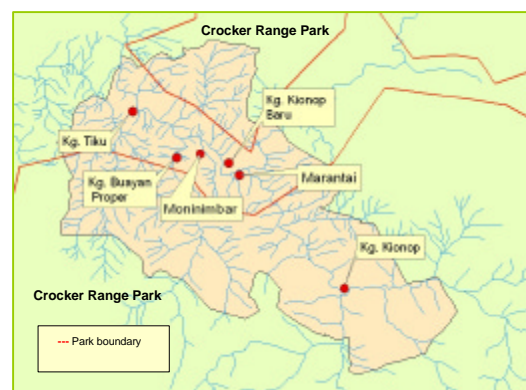 Crocker Range Park
Kg. Kionop
Baru
Kg. Tiku
Kg. Buayan
Proper
Moninimbar
Marantai
Kg. Kionop
Crocker Range Park
--- Park boundary